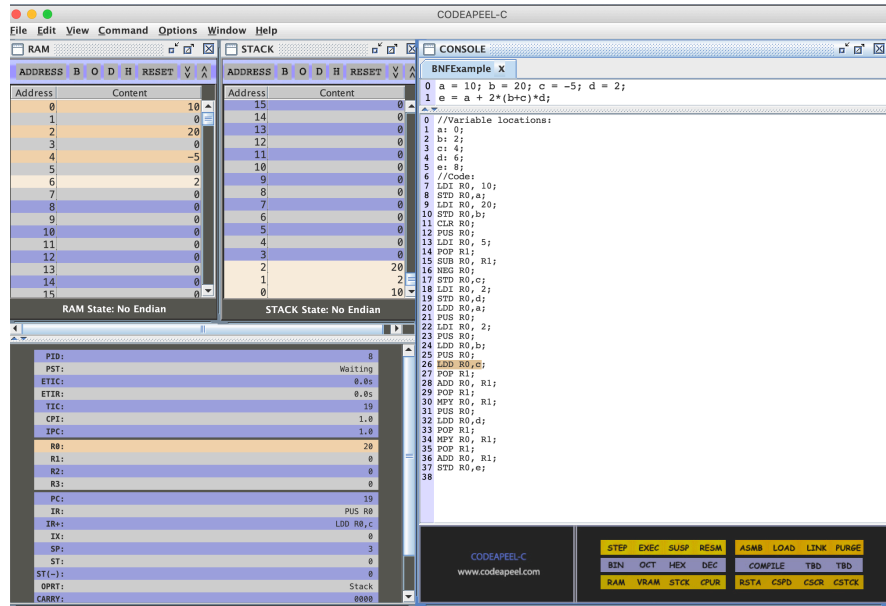 CODEAPEEL-C
File Edit View Command Options Window Help
RAM
ADDRESS B O D H RESET
Address Content
0 10
1 0
2 20
3 0
4 -5
5 0
6 2
7 0
8 0
9 0
10 0
11 0
12 0
13 0
14 0
15 0
RAM State: No Endian
STACK
ADDRESS B O D H RESET
Address Content
15 0
14 0
13 0
12 0
11 0
10 0
9 0
8 0
7 0
6 0
5 0
4 0
3 0
2 20
1 2
0 10
STACK State: No Endian
PID: 8
PST: Waiting
ETIC: 0.0s
ETIR: 0.0s
TIC: 19
CPI: 1.0
IPC: 1.0
R0: 20
R1: 0
R2: 0
R3: 0
PC: 19
IR: PUS R0
IR+: LDD R0,c
IX: 0
SP: 3
ST: 0
ST(-): 0
OPRT: Stack
CARRY: 0000
CONSOLE
BNFExample X
0 a = 10; b = 20; c = -5; d = 2;
1 e = a + 2*(b+c)*d;
0 //Variable locations:
1 a: 0;
2 b: 2;
3 c: 4;
4 d: 6;
5 e: 8;
6 //Code:
7 LDI R0, 10;
8 STD R0,a;
9 LDI R0, 20;
10 STD R0,b;
11 CLR R0;
12 PUS R0;
13 LDI R0, 5;
14 POP R1;
15 SUB R0, R1;
16 NEG R0;
17 STD R0,c;
18 LDI R0, 2;
19 STD R0,d;
20 LDD R0,a;
21 PUS R0;
22 LDI R0, 2;
23 PUS R0;
24 LDD R0,b;
25 PUS R0;
26 LDD R0,c;
27 POP R1;
28 ADD R0, R1;
29 POP R1;
30 MPY R0, R1;
31 PUS R0;
32 LDD R0,d;
33 POP R1;
34 MPY R0, R1;
35 POP R1;
36 ADD R0, R1;
37 STD R0,e;
38
CODEAPEEL-C
www.codeapeel.com
STEP EXEC SUSP RESM ASMB LOAD LINK PURGE
BIN OCT HEX DEC COMPILE TBD TBD
RAM VRAM STCK CPUR RSTA CSPD CSCR CSTCK